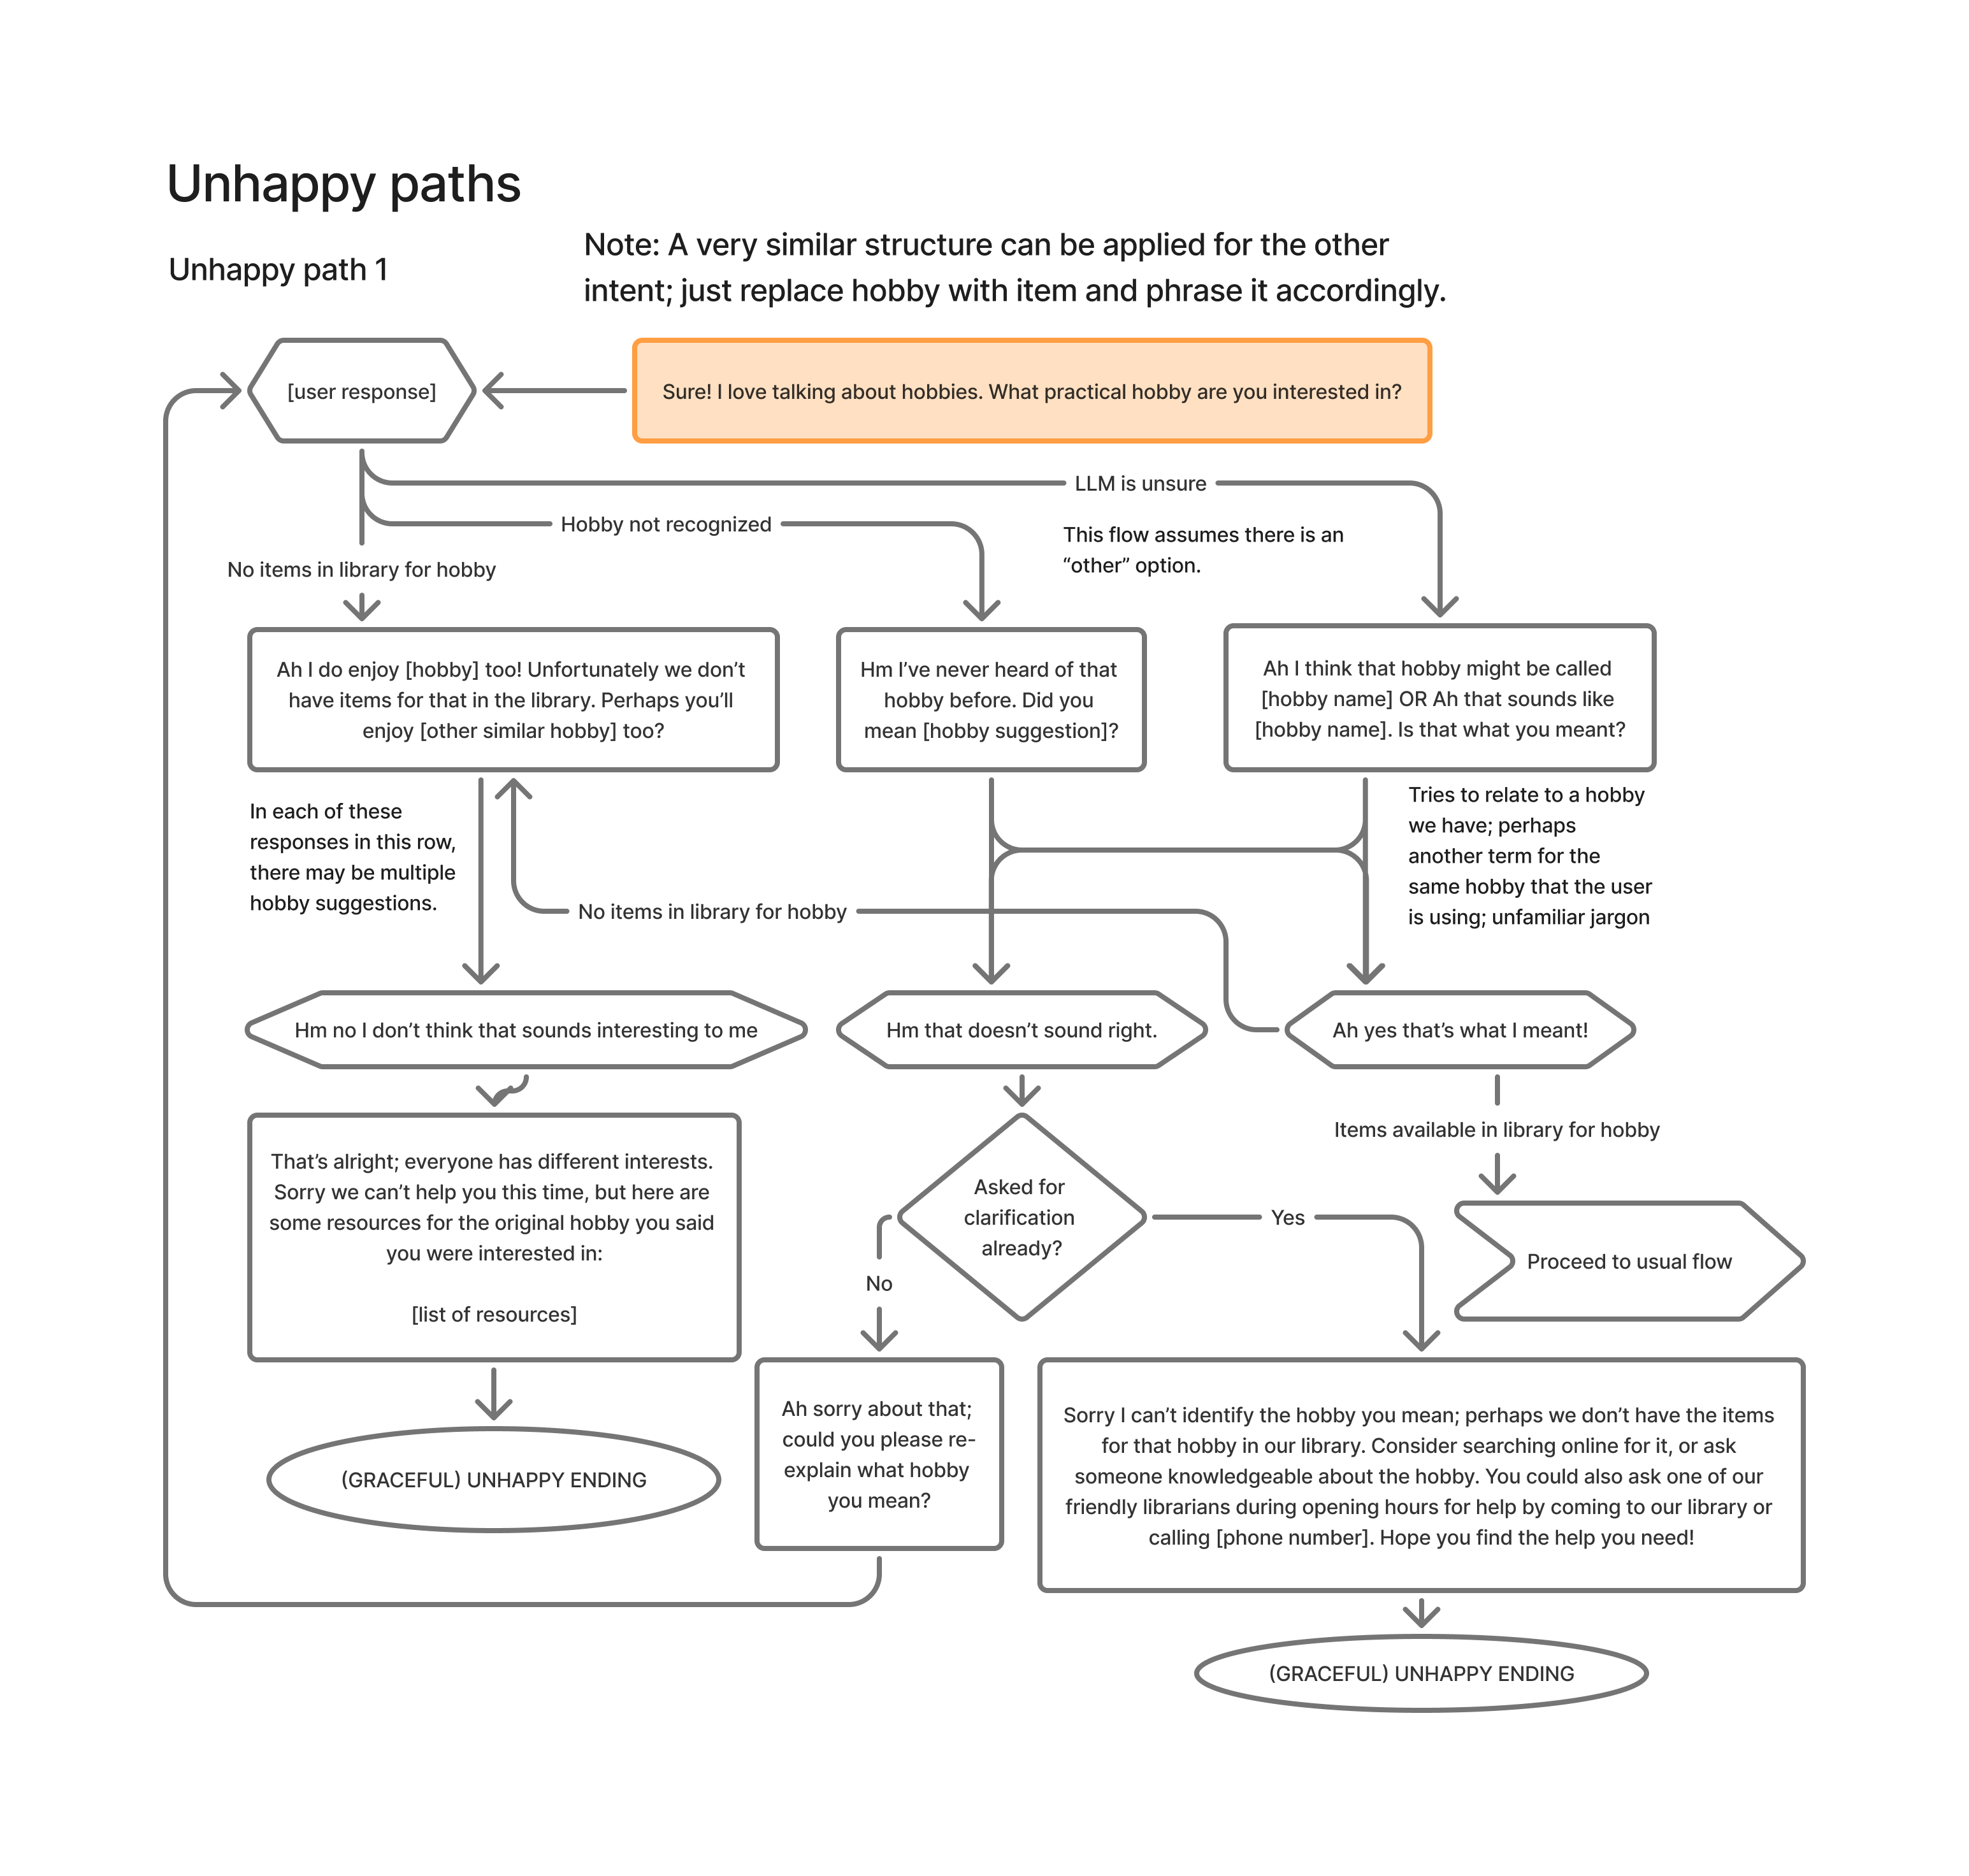 Unhappy paths
Unhappy path 1
Note: A very similar structure can be applied for the other
intent; just replace hobby with item and phrase it accordingly.
[user response]
Sure! I love talking about hobbies. What practical hobby are you interested in?
LLM is unsure
Hobby not recognized
This flow assumes there is an
“other” option.
No items in library for hobby
Ah I do enjoy [hobby] too! Unfortunately we don’t
have items for that in the library. Perhaps you’ll
enjoy [other similar hobby] too?
Hm I’ve never heard of that
hobby before. Did you
mean [hobby suggestion]?
Ah I think that hobby might be called
[hobby name] OR Ah that sounds like
[hobby name]. Is that what you meant?
In each of these
responses in this row,
there may be multiple
hobby suggestions.
Tries to relate to a hobby
we have; perhaps
another term for the
same hobby that the user
is using; unfamiliar jargon
No items in library for hobby
Hm no I don’t think that sounds interesting to me
Hm that doesn’t sound right.
Ah yes that’s what I meant!
Items available in library for hobby
That’s alright; everyone has different interests.
Sorry we can’t help you this time, but here are
some resources for the original hobby you said
you were interested in:
[list of resources]
Asked for
clarification
already?
Yes
No
Proceed to usual flow
Ah sorry about that;
could you please re-
explain what hobby
you mean?
Sorry I can’t identify the hobby you mean; perhaps we don’t have the items
for that hobby in our library. Consider searching online for it, or ask
someone knowledgeable about the hobby. You could also ask one of our
friendly librarians during opening hours for help by coming to our library or
calling [phone number]. Hope you find the help you need!
(GRACEFUL) UNHAPPY ENDING
(GRACEFUL) UNHAPPY ENDING